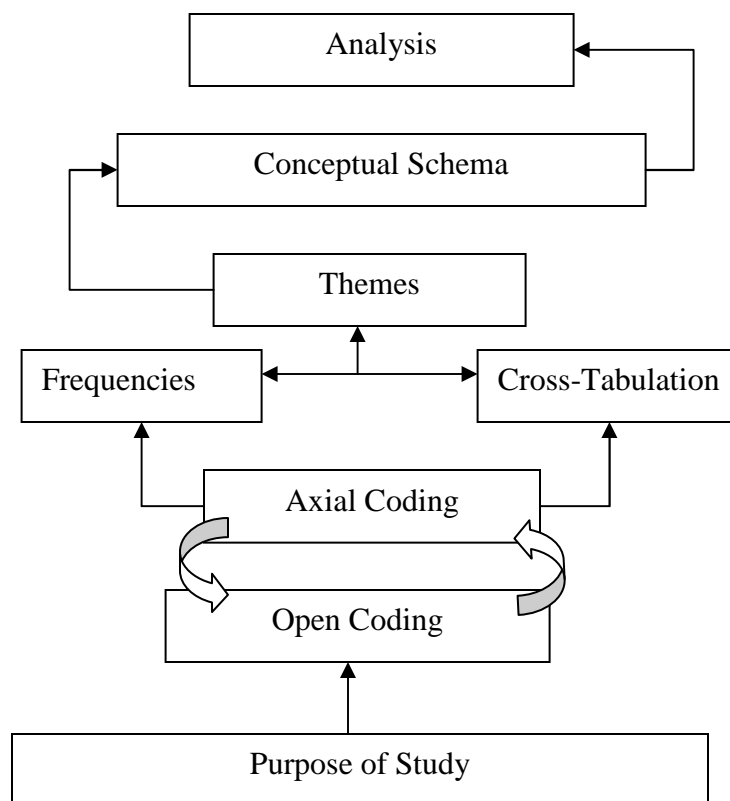 Analysis
Conceptual Schema
Themes
Frequencies
Cross-Tabulation
Axial Coding
Open Coding
Purpose of Study